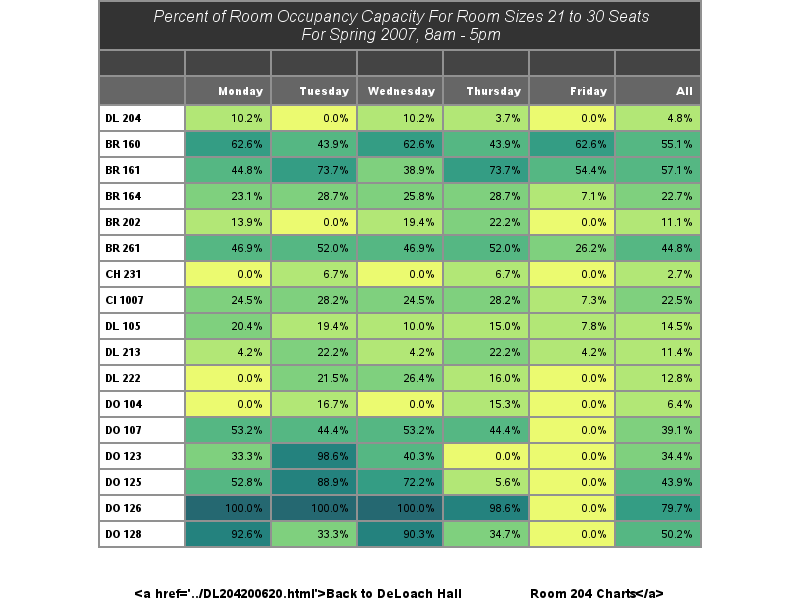 Percent of Room Occupancy Capacity For Room Sizes 21 to 30 Seats
For Spring 2007, 8am - 5pm
Monday Tuesday Wednesday Thursday Friday All
DL 204 10.2% 0.0% 10.2% 3.7% 0.0% 4.8%
BR 160 62.6% 43.9% 62.6% 43.9% 62.6% 55.1%
BR 161 44.8% 73.7% 38.9% 73.7% 54.4% 57.1%
BR 164 23.1% 28.7% 25.8% 28.7% 7.1% 22.7%
BR 202 13.9% 0.0% 19.4% 22.2% 0.0% 11.1%
BR 261 46.9% 52.0% 46.9% 52.0% 26.2% 44.8%
CH 231 0.0% 6.7% 0.0% 6.7% 0.0% 2.7%
CI 1007 24.5% 28.2% 24.5% 28.2% 7.3% 22.5%
DL 105 20.4% 19.4% 10.0% 15.0% 7.8% 14.5%
DL 213 4.2% 22.2% 4.2% 22.2% 4.2% 11.4%
DL 222 0.0% 21.5% 26.4% 16.0% 0.0% 12.8%
DO 104 0.0% 16.7% 0.0% 15.3% 0.0% 6.4%
DO 107 53.2% 44.4% 53.2% 44.4% 0.0% 39.1%
DO 123 33.3% 98.6% 40.3% 0.0% 0.0% 34.4%
DO 125 52.8% 88.9% 72.2% 5.6% 0.0% 43.9%
DO 126 100.0% 100.0% 100.0% 98.6% 0.0% 79.7%
DO 128 92.6% 33.3% 90.3% 34.7% 0.0% 50.2%
<a href='../DL204200620.html'>Back to DeLoach Hall Room 204 Charts</a>